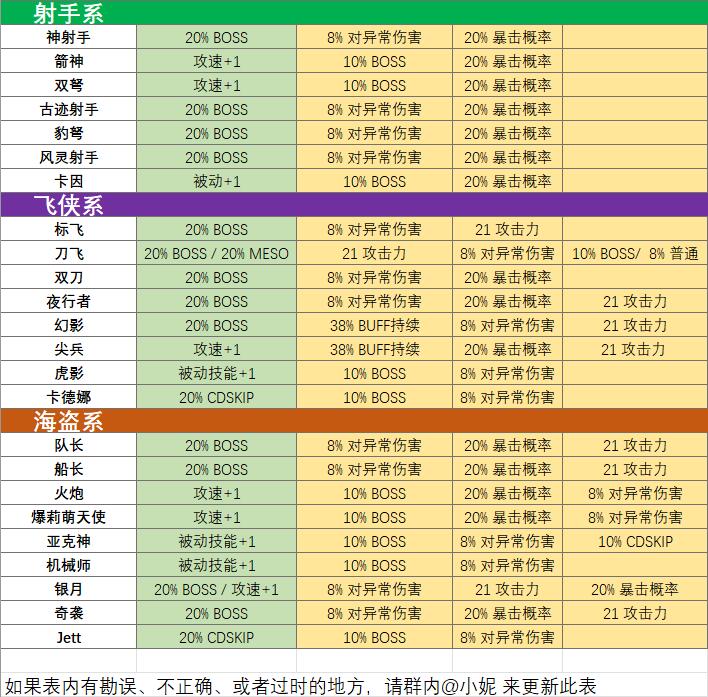 射手系
神射手 20% BOSS 8% 对异常伤害 20% 暴击概率
箭神 攻速+1 10% BOSS 20% 暴击概率
双弩 攻速+1 10% BOSS 20% 暴击概率
古迹射手 20% BOSS 8% 对异常伤害 20% 暴击概率
豹弩 20% BOSS 8% 对异常伤害 20% 暴击概率
风灵射手 20% BOSS 8% 对异常伤害 20% 暴击概率
卡因 被动+1 10% BOSS 20% 暴击概率
飞侠系
标飞 20% BOSS 8% 对异常伤害 21 攻击力
刀飞 20% BOSS / 20% MESO 21 攻击力 8% 对异常伤害 10% BOSS/ 8% 普通
双刀 20% BOSS 8% 对异常伤害 20% 暴击概率
夜行者 20% BOSS 8% 对异常伤害 20% 暴击概率 21 攻击力
幻影 20% BOSS 38% BUFF持续 8% 对异常伤害 21 攻击力
尖兵 攻速+1 38% BUFF持续 20% 暴击概率 21 攻击力
虎影 被动技能+1 10% BOSS 8% 对异常伤害
卡德娜 20% CDSKIP 10% BOSS 8% 对异常伤害
海盗系
队长 20% BOSS 8% 对异常伤害 20% 暴击概率 21 攻击力
船长 20% BOSS 8% 对异常伤害 20% 暴击概率 21 攻击力
火炮 攻速+1 10% BOSS 20% 暴击概率 8% 对异常伤害
爆莉萌天使 攻速+1 10% BOSS 20% 暴击概率 8% 对异常伤害
亚克神 被动技能+1 10% BOSS 8% 对异常伤害 10% CDSKIP
机械师 被动技能+1 10% BOSS 8% 对异常伤害
银月 20% BOSS / 攻速+1 8% 对异常伤害 21 攻击力 20% 暴击概率
奇袭 20% BOSS 8% 对异常伤害 20% 暴击概率 21 攻击力
Jett 20% CDSKIP 10% BOSS 8% 对异常伤害
如果表内有勘误、不正确、或者过时的地方，请群内@小妮 来更新此表